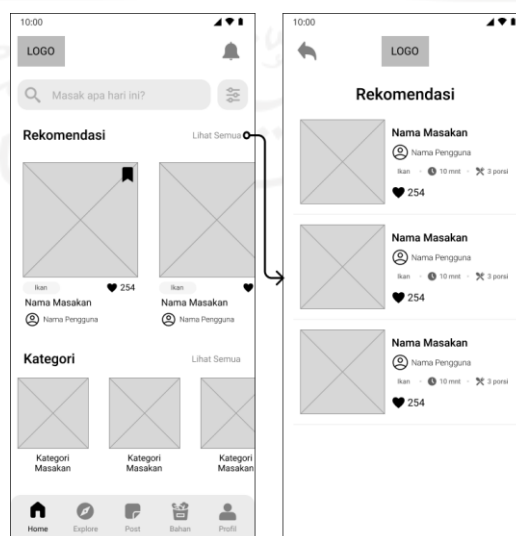 10:00
LOGO
Masak apa hari ini?
Rekomendasi
Lihat Semua
Ikan
254
Nama Masakan
Nama Pengguna
Ikan
Nama Masakan
Nama Pengguna
Kategori
Lihat Semua
Kategori
Masakan
Kategori
Masakan
Kategori
Masakan
Home
Explore
Post
Bahan
Profil
10:00
LOGO
Rekomendasi
Nama Masakan
Nama Pengguna
Ikan · 10 mnt · 3 porsi
254
Nama Masakan
Nama Pengguna
Ikan · 10 mnt · 3 porsi
254
Nama Masakan
Nama Pengguna
Ikan · 10 mnt · 3 porsi
254